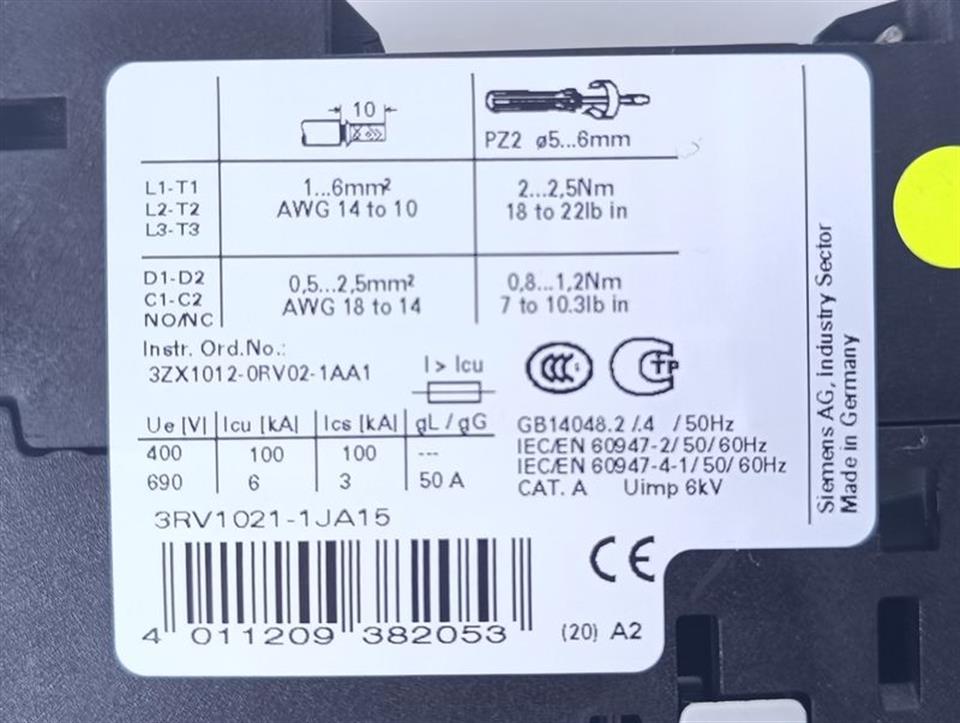 10
PZ2 ø5...6mm
L1-T1
L2-T2
L3-T3
1...6mm²
AWG 14 to 10
2...2,5Nm
18 to 22lb in
D1-D2
C1-C2
NO/NC
0,5...2,5mm²
AWG 18 to 14
0,8...1,2Nm
7 to 10.3lb in
Instr. Ord.No.:
3ZX1012-0RV02-1AA1
I > Icu
CCC
Ue [V] Icu [kA] Ics [kA] gL / gG
400 100 100 ---
690 6 3 50 A
GB14048.2 /.4 /50Hz
IEC/EN 60947-2/50/60Hz
IEC/EN 60947-4-1/50/60Hz
CAT. A Uimp 6kV
3RV1021-1JA15
4 011209 382053
CE
(20) A2
Siemens AG, Industry Sector
Made in Germany